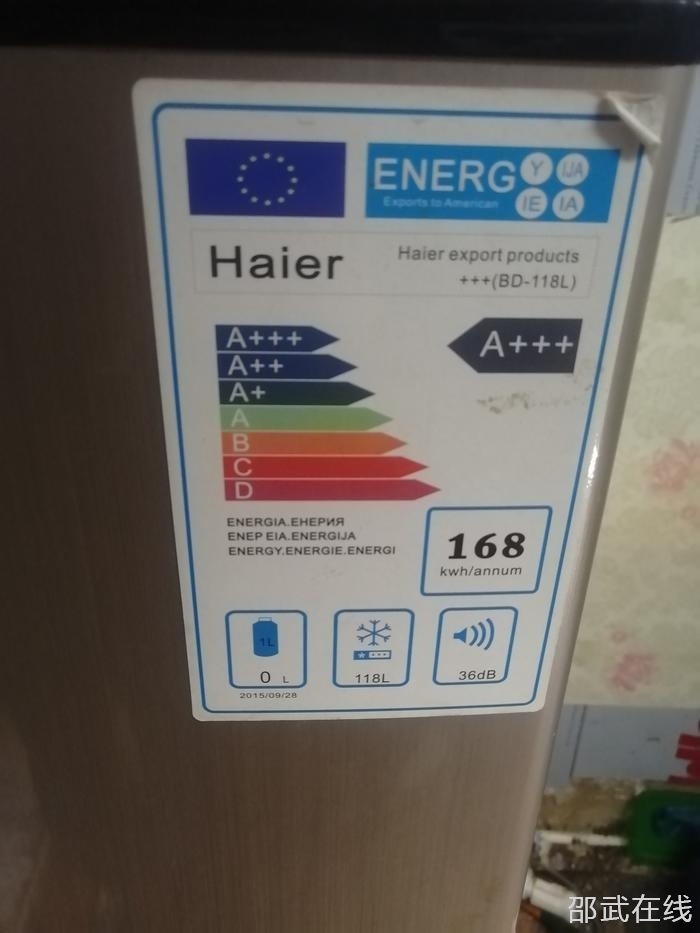 ENERG Y IJA IE IA
Exports to American
Haier
Haier export products
+++(BD-118L)
A+++
A+++
A++
A+
A
B
C
D
ENERGIA.ЕНЕРИЯ
ENEP EIA.ENERGIJA
ENERGY.ENERGIE.ENERGI
168
kwh/annum
1L
0 L
118L
36dB
2015/09/28
邵武在线